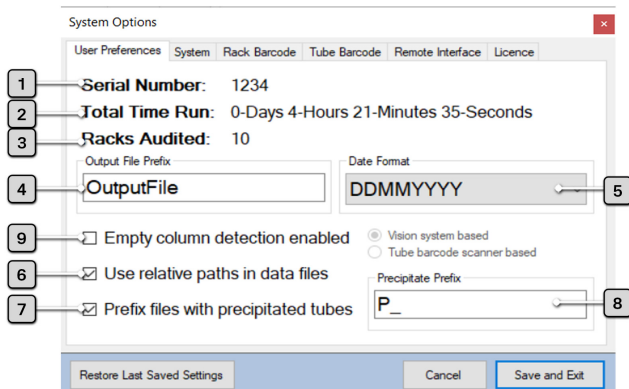 System Options
×
User Preferences System Rack Barcode Tube Barcode Remote Interface Licence
1 Serial Number: 1234
2 Total Time Run: 0-Days 4-Hours 21-Minutes 35-Seconds
3 Racks Audited: 10
Output File Prefix Date Format
4 OutputFile DDMMYYYY 5
9 Empty column detection enabled Vision system based
Tube barcode scanner based
6 Use relative paths in data files
Precipitate Prefix
7 Prefix files with precipitated tubes P_ 8
Restore Last Saved Settings Cancel Save and Exit